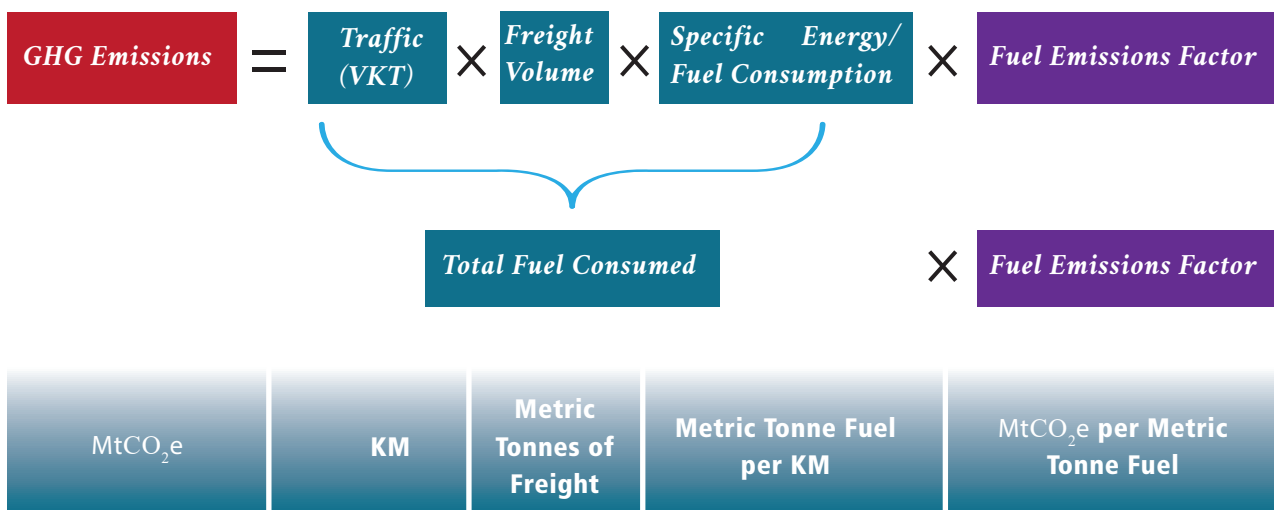 GHG Emissions
=
Traffic
(VKT)
×
Freight
Volume
×
Specific Energy/
Fuel Consumption
×
Fuel Emissions Factor
Total Fuel Consumed
×
Fuel Emissions Factor
MtCO₂e
KM
Metric
Tonnes of
Freight
Metric Tonne Fuel
per KM
MtCO₂e per Metric
Tonne Fuel